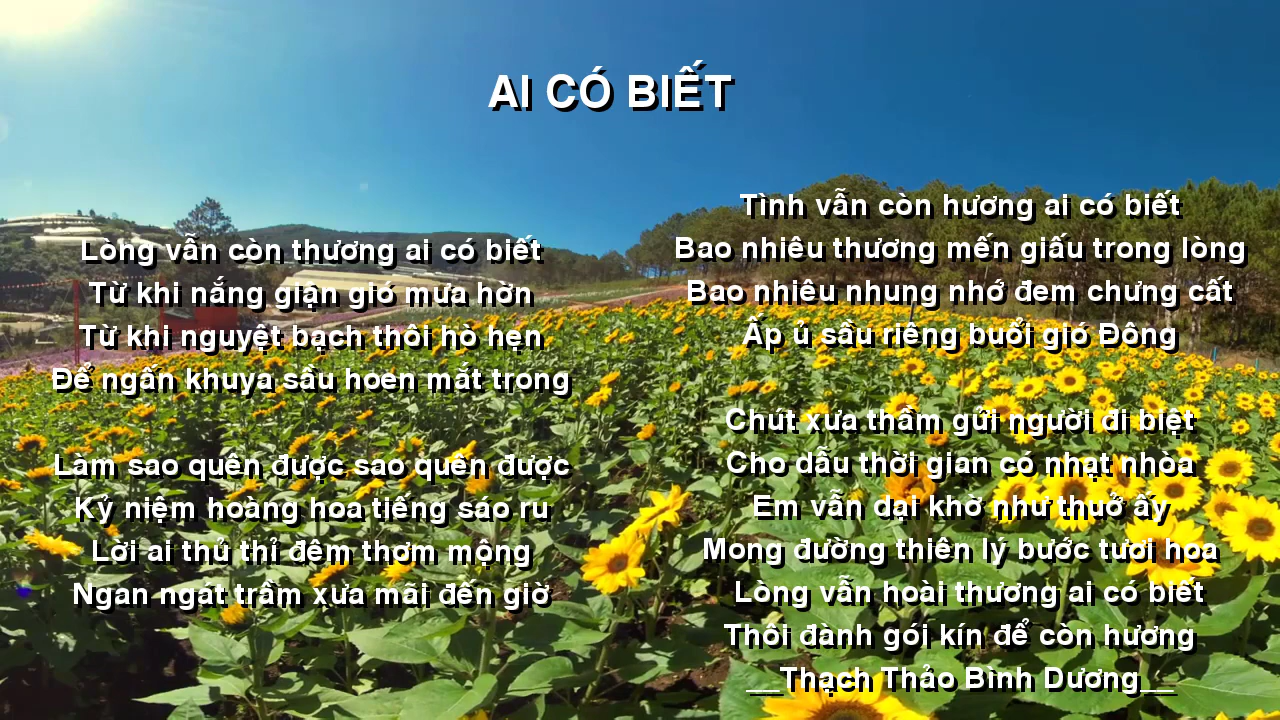 AI CÓ BIẾT
Lòng vẫn còn thương ai có biết
Từ khi nắng giận gió mưa hờn
Từ khi nguyệt bạch thôi hò hẹn
Để ngấn khuya sầu hoen mắt trong
Làm sao quên được sao quên được
Ký niệm hoàng hoa tiếng sáo ru
Lời ai thủ thỉ đêm thơm mộng
Ngan ngát trầm xưa mãi đến giờ
Tình vẫn còn hương ai có biết
Bao nhiêu thương mến giấu trong lòng
Bao nhiêu nhung nhớ đem chưng cất
Ấp ủ sầu riêng buổi gió Đông
Chút xưa thầm gửi người đi biệt
Cho dẫu thời gian có nhạt nhòa
Em vẫn dại khờ như thuở ấy
Mong đường thiên lý bước tươi hoa
Lòng vẫn hoài thương ai có biết
Thôi đành gói kín để còn hương
__Thạch Thảo Bình Dương__